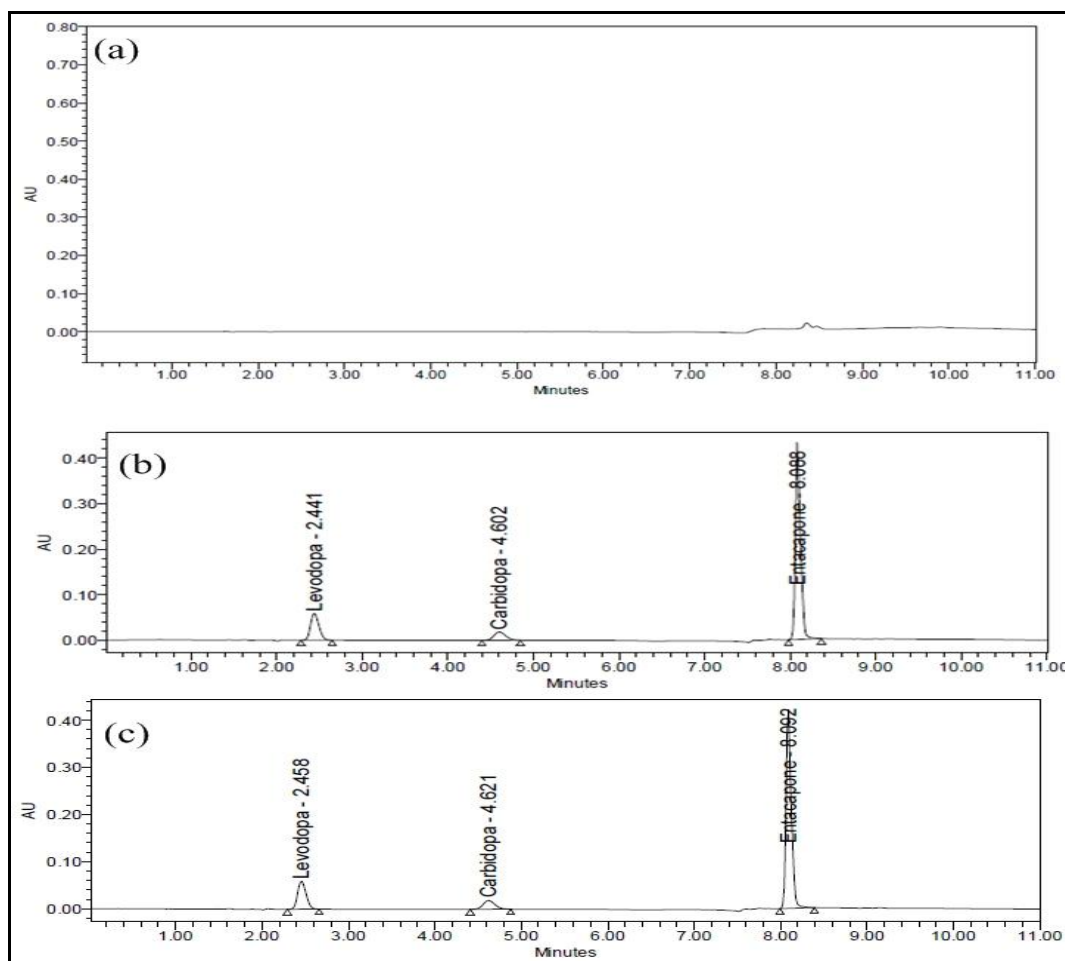 (a)
0.80
0.70
0.60
0.50
0.40
0.30
0.20
0.10
0.00
AU
1.00 2.00 3.00 4.00 5.00 6.00 7.00 8.00 9.00 10.00 11.00
Minutes
(b)
0.40
0.30
0.20
0.10
0.00
AU
Levodopa - 2.441
Carbidopa - 4.602
Entacapone - 8.088
1.00 2.00 3.00 4.00 5.00 6.00 7.00 8.00 9.00 10.00 11.00
Minutes
(c)
0.40
0.30
0.20
0.10
0.00
AU
Levodopa - 2.458
Carbidopa - 4.621
Entacapone - 8.092
1.00 2.00 3.00 4.00 5.00 6.00 7.00 8.00 9.00 10.00 11.00
Minutes